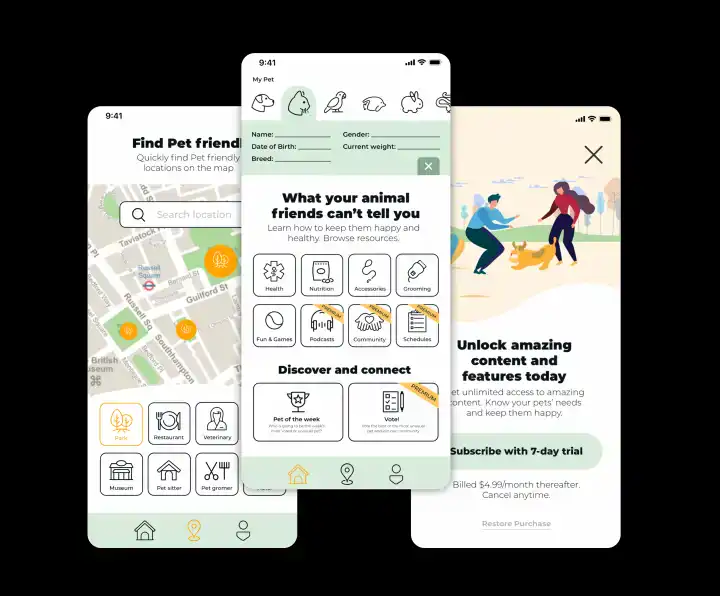 9:41
Find Pet friendl
Quickly find Pet friendly
locations on the map
Search location
Tavistock Pl
Russell
Square
Bernard St
Guilford St
Russell Sq
Southampton
British
useum
Park
Restaurant
Veterinary
Museum
Pet sitter
Pet gromer
9:41
My Pet
Name:
Gender:
Date of Birth:
Current weight:
Breed:
What your animal
friends can't tell you
Learn how to keep them happy and
healthy. Browse resources.
Health
Nutrition
Accessories
Grooming
PREMIUM
PREMIUM
PREMIUM
Fun & Games
Podcasts
Community
Schedules
Discover and connect
PREMIUM
Pet of the week
Vote!
Unlock amazing
content and
features today
et unlimited access to amazing
ontent. Know your pets' needs
and keep them happy.
Subscribe with 7-day trial
Billed $4.99/month thereafter.
Cancel anytime.
Restore Purchase